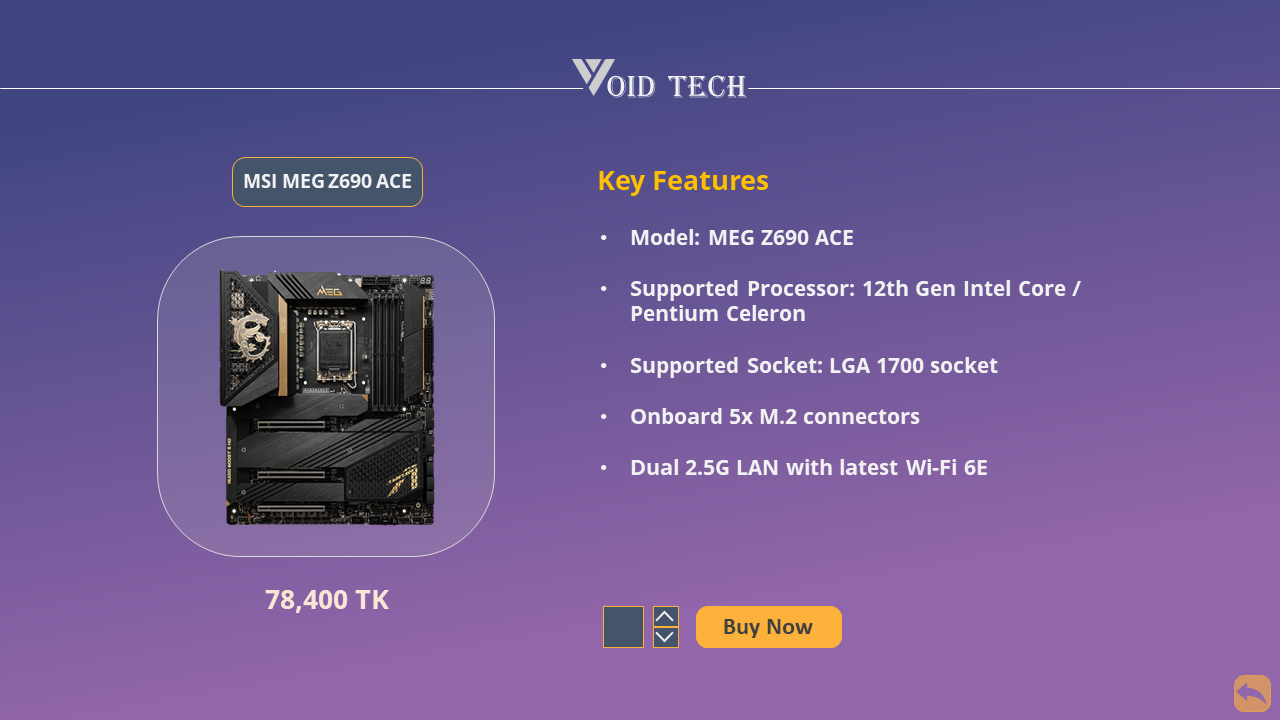 VOID TECH
MSI MEG Z690 ACE
Key Features
• Model: MEG Z690 ACE
• Supported Processor: 12th Gen Intel Core /
Pentium Celeron
• Supported Socket: LGA 1700 socket
• Onboard 5x M.2 connectors
• Dual 2.5G LAN with latest Wi-Fi 6E
MEG
88
78,400 TK
Buy Now